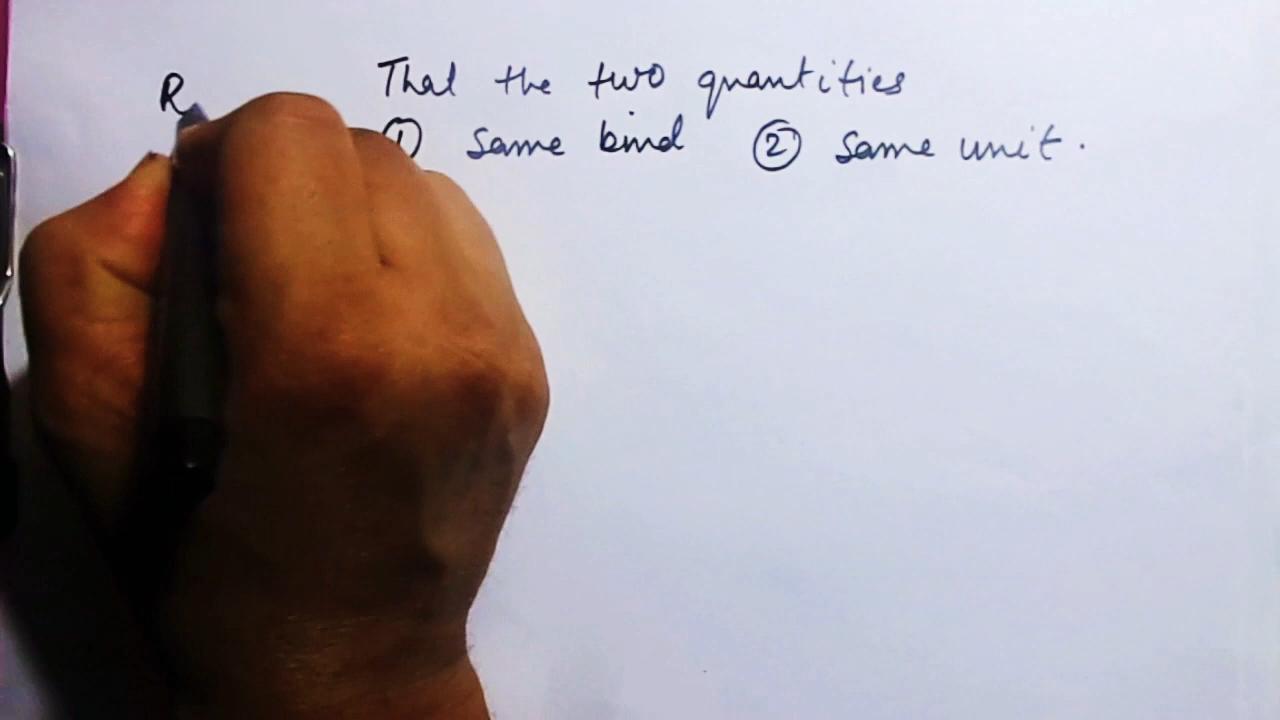 R
That the two quantities
① same kind ② same unit.